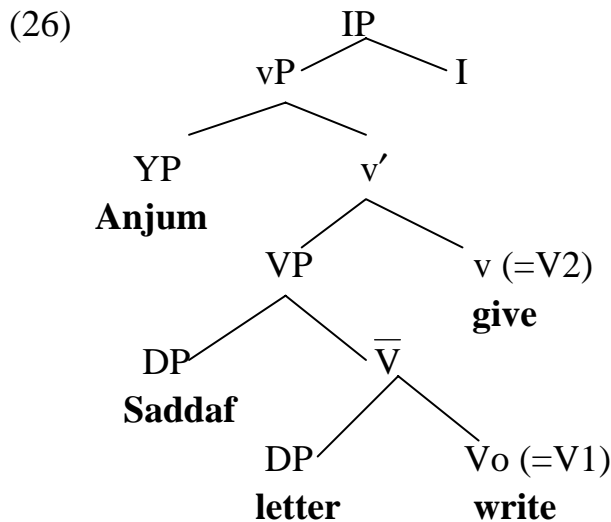 (26) IP
vP I
YP v′
Anjum
VP v (=V2)
give
DP V̅
Saddaf
DP Vo (=V1)
letter write